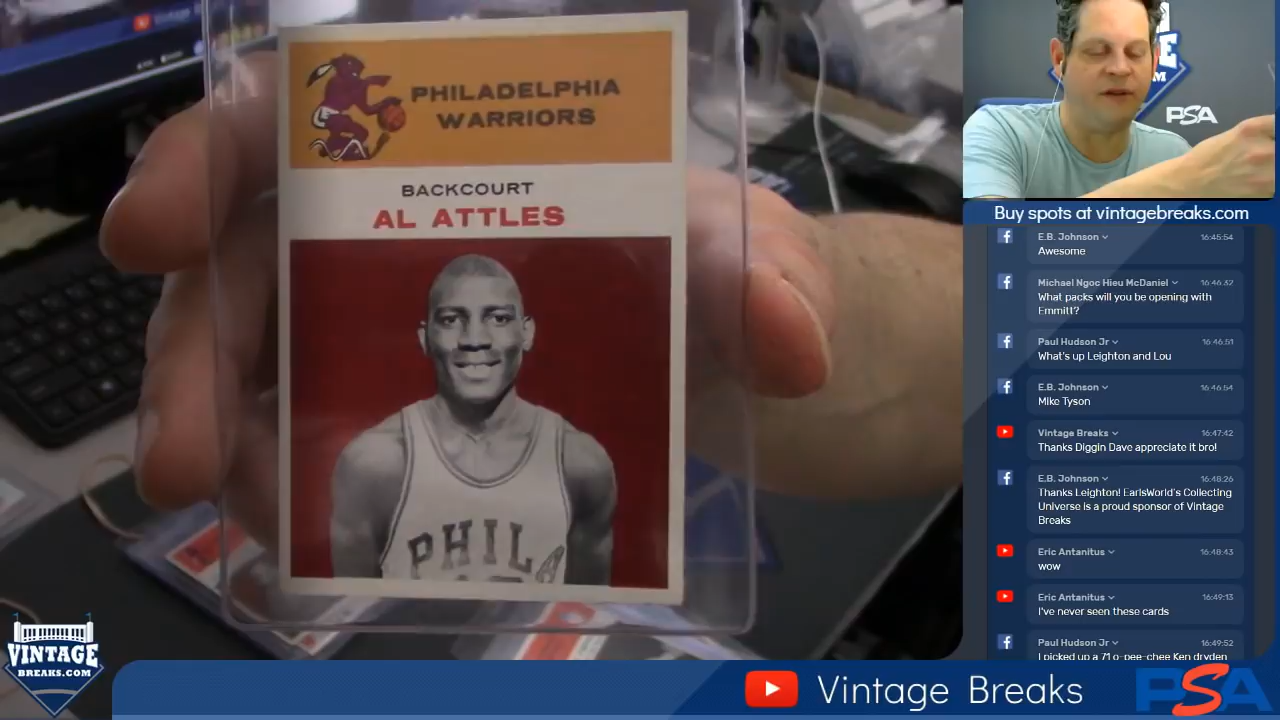 PHILADELPHIA
WARRIORS
BACKCOURT
AL ATTLES
PHILA
PSA
.COM
Buy spots at vintagebreaks.com
E.B. Johnson 16:45:54
Awesome
Michael Ngoc Hieu McDaniel 16:46:32
What packs will you be opening with
Emmitt?
Paul Hudson Jr 16:46:51
What's up Leighton and Lou
E.B. Johnson 16:46:54
Mike Tyson
Vintage Breaks 16:47:42
Thanks Diggin Dave appreciate it bro!
E.B. Johnson 16:48:26
Thanks Leighton! EarlsWorld's Collecting
Universe is a proud sponsor of Vintage
Breaks
Eric Antanitus 16:48:43
wow
Eric Antanitus 16:49:13
I've never seen these cards
Paul Hudson Jr 16:49:52
I picked up a 71 o-pee-chee Ken dryden
VINTAGE
BREAKS.COM
Vintage Breaks
PSA